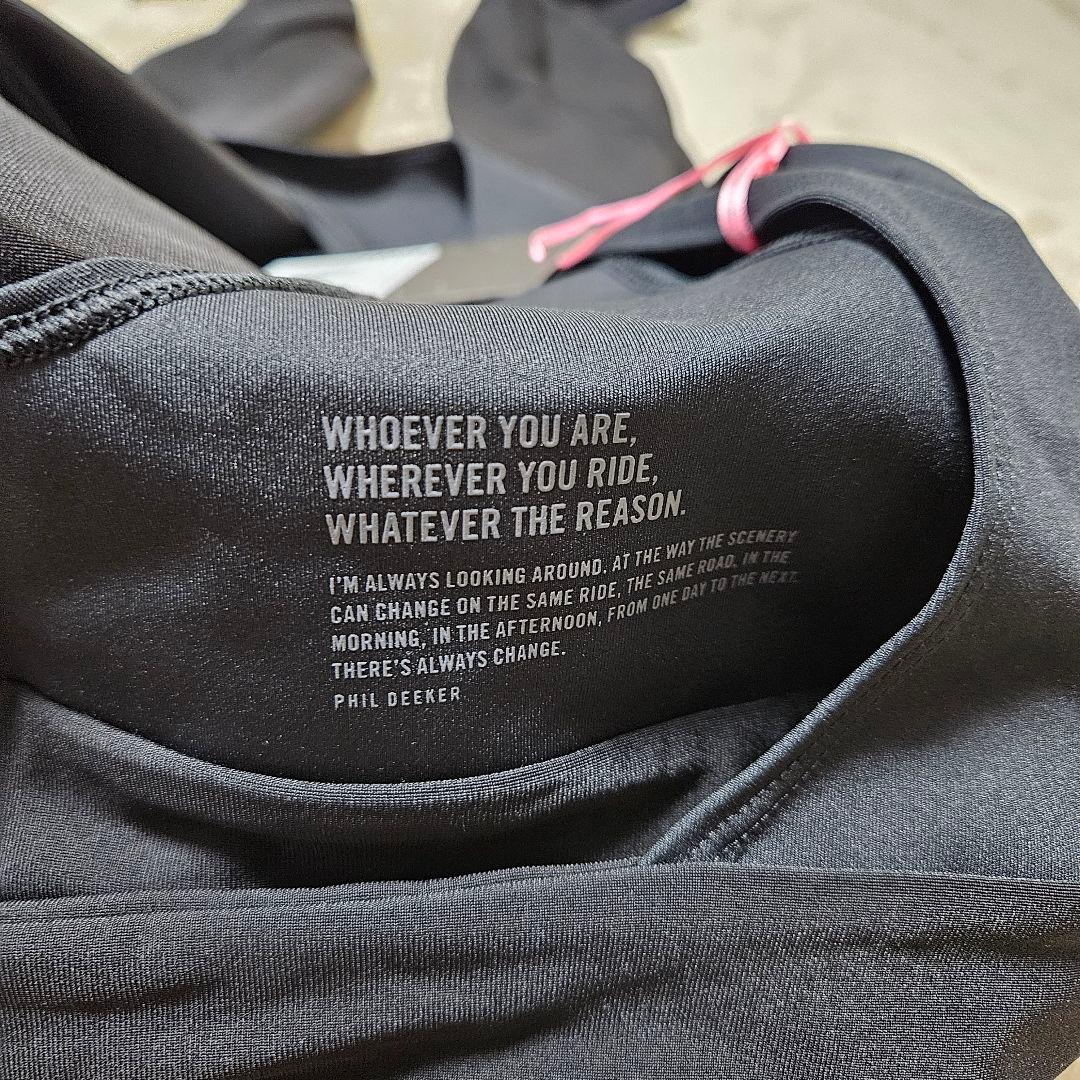 WHOEVER YOU ARE,
WHEREVER YOU RIDE,
WHATEVER THE REASON.
I'M ALWAYS LOOKING AROUND. AT THE WAY THE SCENERY
CAN CHANGE ON THE SAME RIDE, THE SAME ROAD, IN THE
MORNING, IN THE AFTERNOON, FROM ONE DAY TO THE NEXT.
THERE'S ALWAYS CHANGE.
PHIL DEEKER